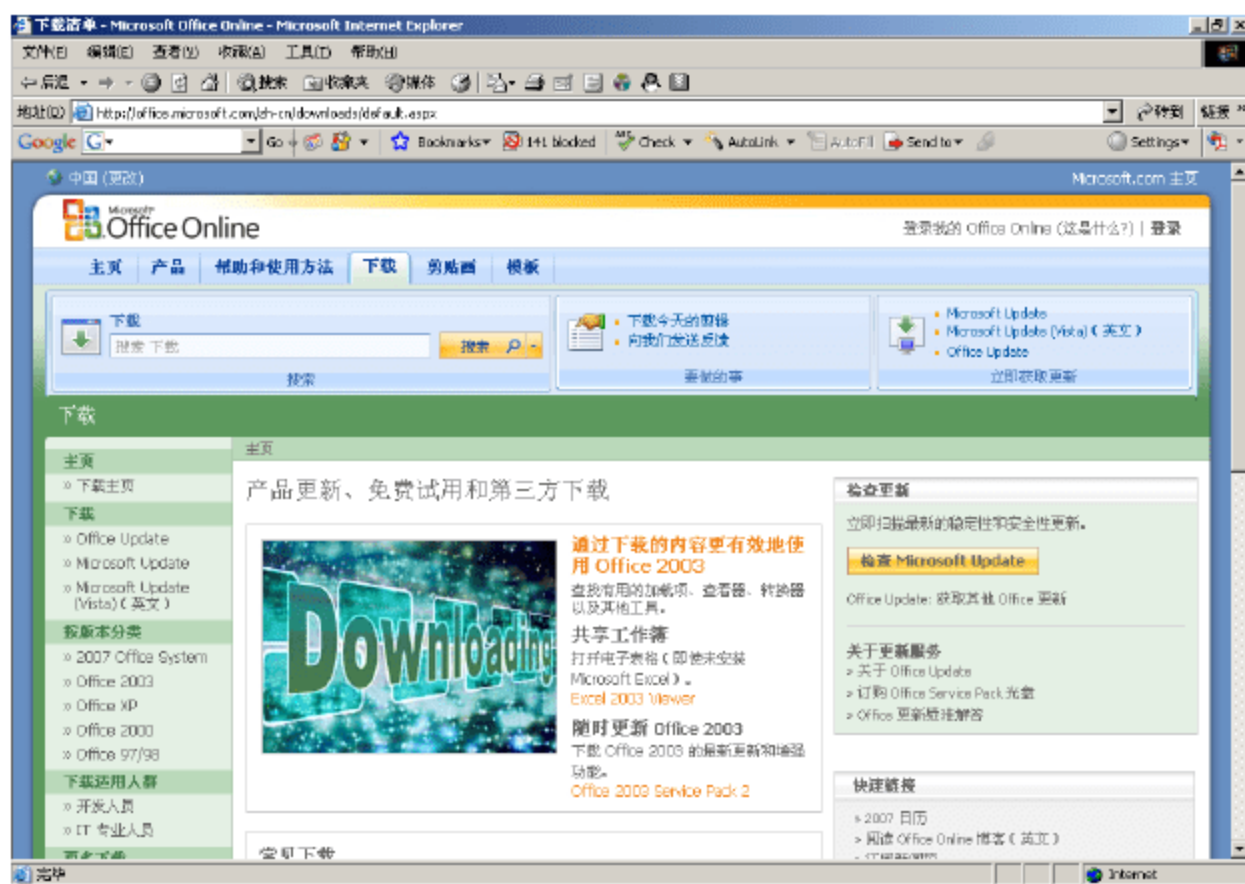 下载清单 - Microsoft Office Online - Microsoft Internet Explorer
文件(E) 编辑(E) 查看(V) 收藏(A) 工具(T) 帮助(H)
后退 搜索 收藏夹 媒体
地址(D) http://office.microsoft.com/zh-cn/downloads/default.aspx 转到 链接 »
Google G Go Bookmarks 141 blocked Check AutoLink AutoFill Send to Settings
中国 (更改) Microsoft.com 主页
Microsoft
Office Online
登录我的 Office Online (这是什么?) | 登录
主页 产品 帮助和使用方法 下载 剪贴画 模板
下载
搜索 下载 搜索
搜索
下载今天的剪辑
向我们发送反馈
要做的事
Microsoft Update
Microsoft Update (Vista) ( 英文 )
Office Update
立即获取更新
下载
主页
» 下载主页
下载
» Office Update
» Microsoft Update
» Microsoft Update
(Vista) ( 英文 )
按版本分类
» 2007 Office System
» Office 2003
» Office XP
» Office 2000
» Office 97/98
下载适用人群
» 开发人员
» IT 专业人员
更多下载
主页
产品更新、免费试用和第三方下载
Downloading
通过下载的内容更有效地使
用 Office 2003
查找有用的加载项、查看器、转换器
以及其他工具。
共享工作簿
打开电子表格 ( 即使未安装
Microsoft Excel ) 。
Excel 2003 Viewer
随时更新 Office 2003
下载 Office 2003 的最新更新和增强
功能。
Office 2003 Service Pack 2
常见下载
检查更新
立即扫描最新的稳定性和安全性更新。
检查 Microsoft Update
Office Update: 获取其他 Office 更新
关于更新服务
» 关于 Office Update
» 订购 Office Service Pack 光盘
» Office 更新疑难解答
快速链接
» 2007 日历
» 阅读 Office Online 博客 ( 英文 )
完毕 Internet